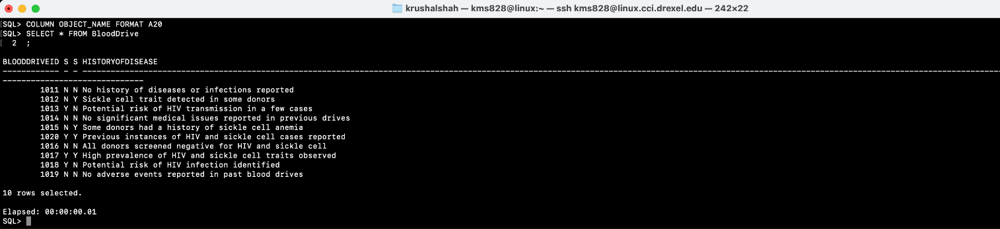 krushalshah — kms828@linux:~ — ssh kms828@linux.cci.drexel.edu — 242×22
[SQL> COLUMN OBJECT_NAME FORMAT A20
[SQL> SELECT * FROM BloodDrive
[  2  ;
BLOODDRIVEID S S HISTORYOFDISEASE
------------ - - --------------------------------------------------------------------------------------------------------------------------------------------------------------------------------------------------
------------------------------
1011 N N No history of diseases or infections reported
1012 N Y Sickle cell trait detected in some donors
1013 Y N Potential risk of HIV transmission in a few cases
1014 N N No significant medical issues reported in previous drives
1015 N Y Some donors had a history of sickle cell anemia
1020 Y Y Previous instances of HIV and sickle cell cases reported
1016 N N All donors screened negative for HIV and sickle cell
1017 Y Y High prevalence of HIV and sickle cell traits observed
1018 Y N Potential risk of HIV infection identified
1019 N N No adverse events reported in past blood drives
10 rows selected.
Elapsed: 00:00:00.01
SQL>